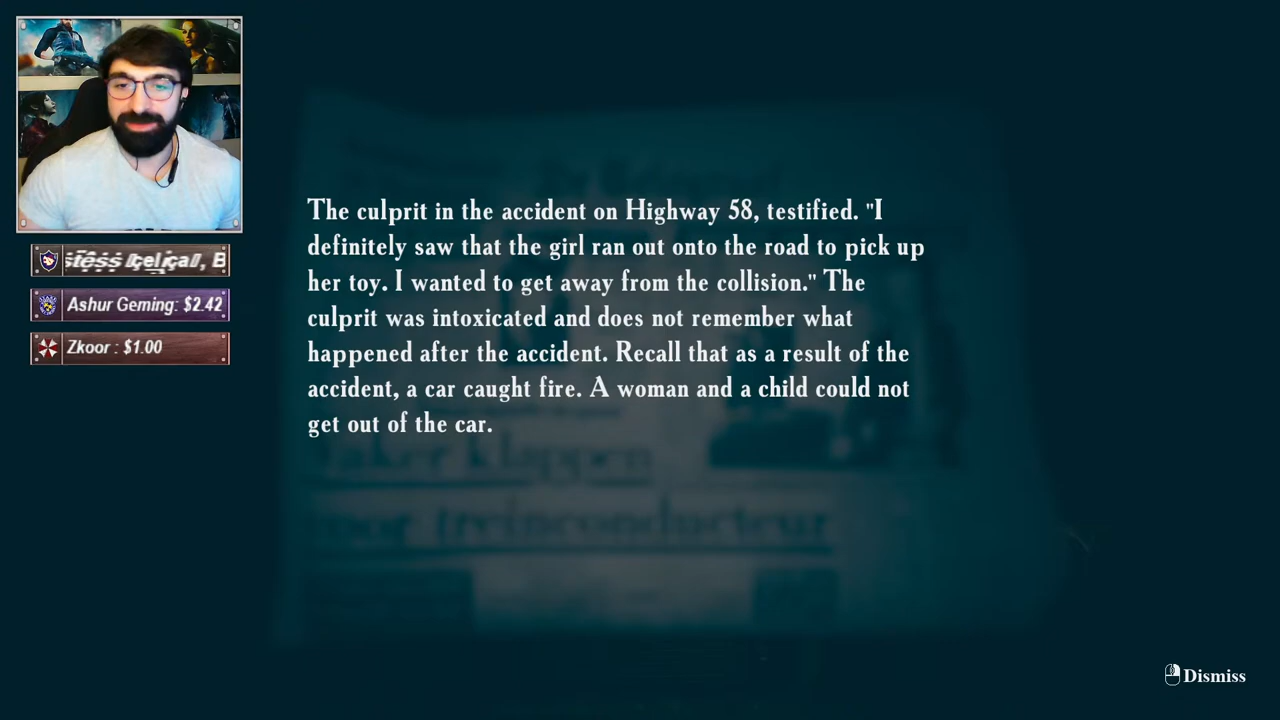 Ashur Geming: $2.42
Zkoor : $1.00
The culprit in the accident on Highway 58, testified. "I
definitely saw that the girl ran out onto the road to pick up
her toy. I wanted to get away from the collision." The
culprit was intoxicated and does not remember what
happened after the accident. Recall that as a result of the
accident, a car caught fire. A woman and a child could not
get out of the car.
klappen
treinconducteur
Dismiss